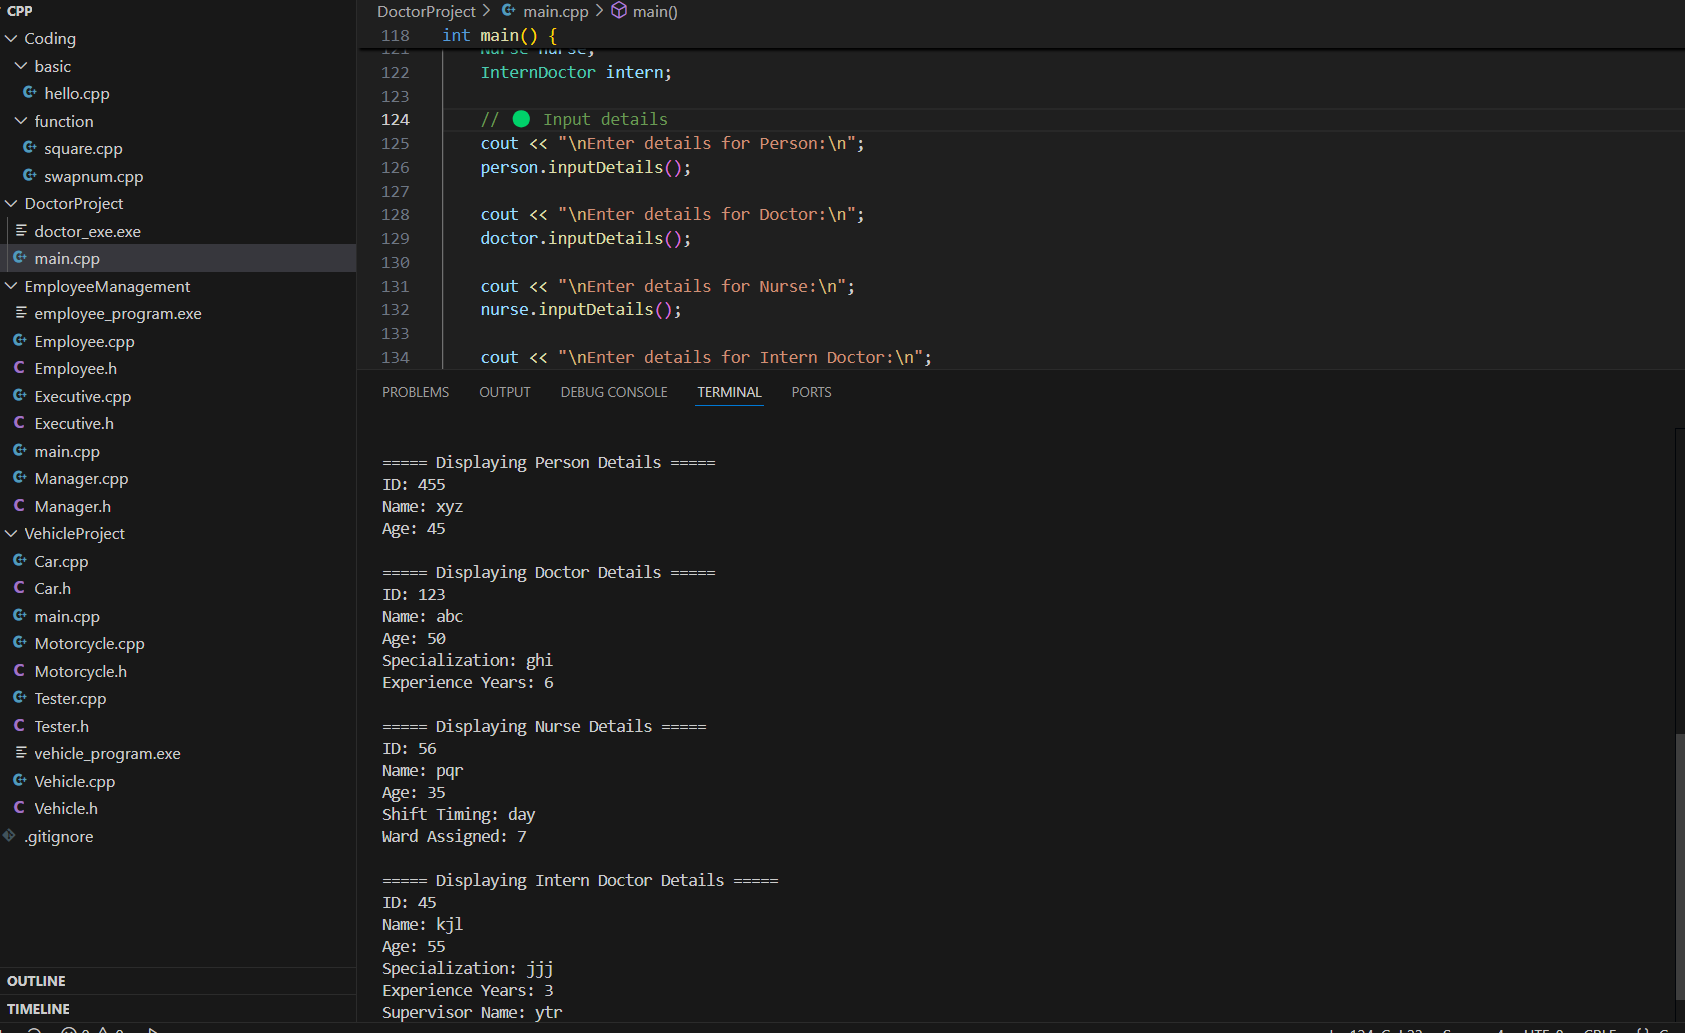 CPP
Coding
basic
hello.cpp
function
square.cpp
swapnum.cpp
DoctorProject
doctor_exe.exe
main.cpp
EmployeeManagement
employee_program.exe
Employee.cpp
Employee.h
Executive.cpp
Executive.h
main.cpp
Manager.cpp
Manager.h
VehicleProject
Car.cpp
Car.h
main.cpp
Motorcycle.cpp
Motorcycle.h
Tester.cpp
Tester.h
vehicle_program.exe
Vehicle.cpp
Vehicle.h
.gitignore
OUTLINE
TIMELINE
DoctorProject > main.cpp > main()
118 int main() {
121 Nurse nurse;
122 InternDoctor intern;
123
124 // 🟢 Input details
125 cout << "\nEnter details for Person:\n";
126 person.inputDetails();
127
128 cout << "\nEnter details for Doctor:\n";
129 doctor.inputDetails();
130
131 cout << "\nEnter details for Nurse:\n";
132 nurse.inputDetails();
133
134 cout << "\nEnter details for Intern Doctor:\n";
PROBLEMS OUTPUT DEBUG CONSOLE TERMINAL PORTS
===== Displaying Person Details =====
ID: 455
Name: xyz
Age: 45
===== Displaying Doctor Details =====
ID: 123
Name: abc
Age: 50
Specialization: ghi
Experience Years: 6
===== Displaying Nurse Details =====
ID: 56
Name: pqr
Age: 35
Shift Timing: day
Ward Assigned: 7
===== Displaying Intern Doctor Details =====
ID: 45
Name: kjl
Age: 55
Specialization: jjj
Experience Years: 3
Supervisor Name: ytr